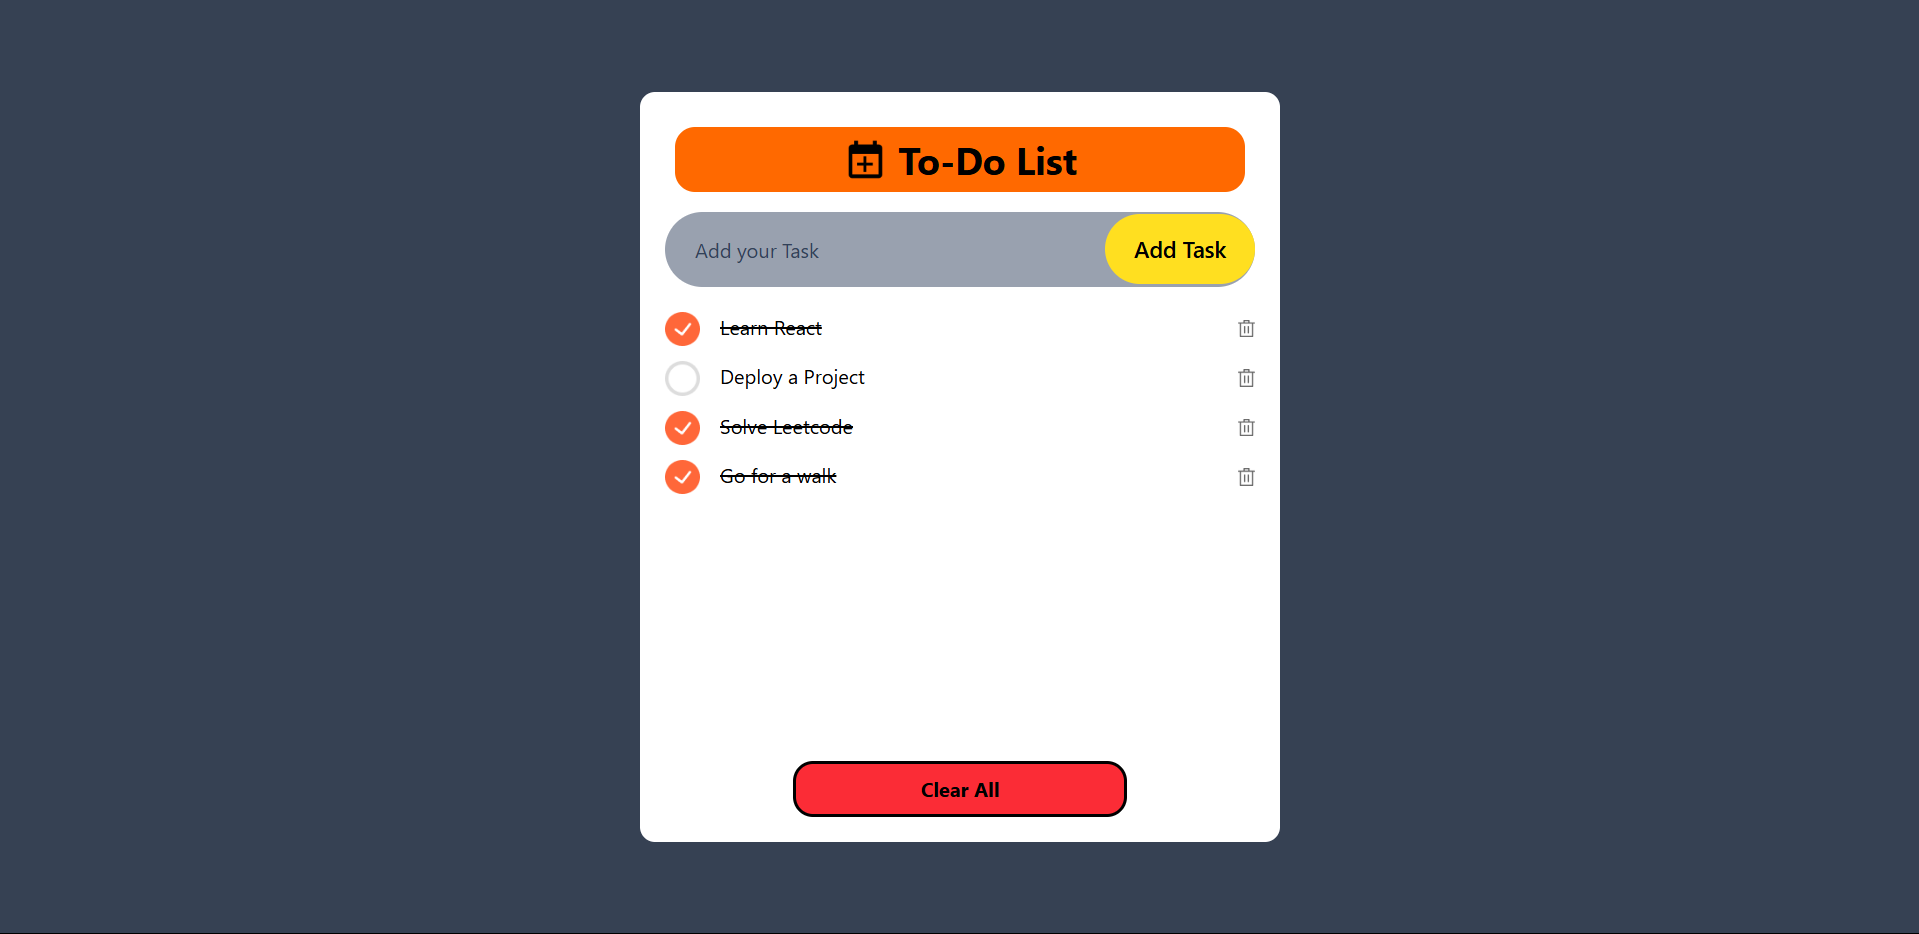 To-Do List
Add your Task
Add Task
Learn React
Deploy a Project
Solve Leetcode
Go for a walk
Clear All